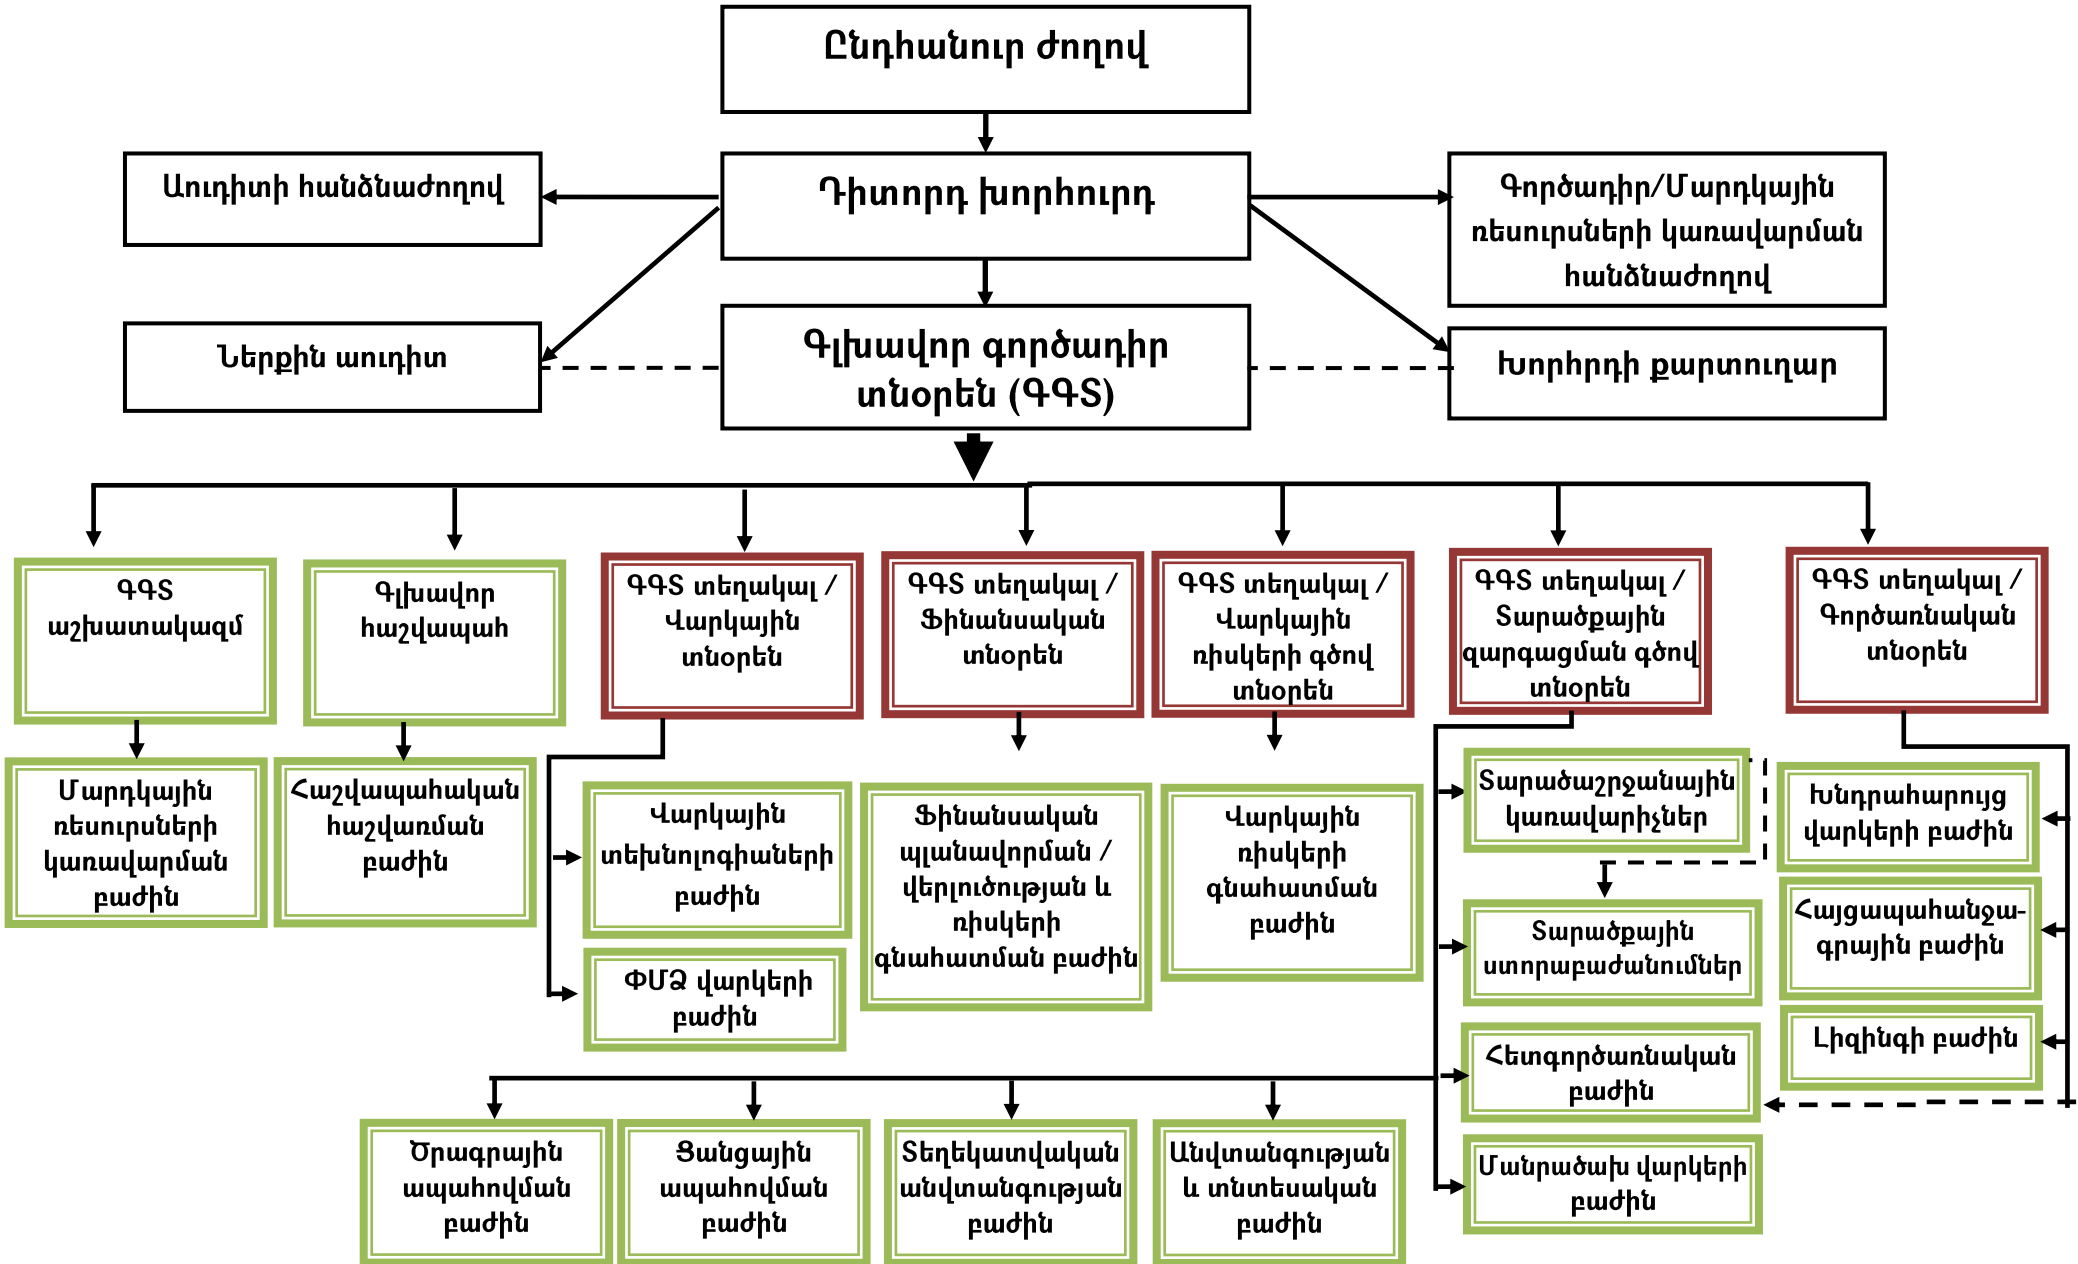 Ընդհանուր ժողով
Աուդիտի հանձնաժողով
Դիտորդ խորհուրդ
Գործադիր/Մարդկային
ռեսուրսների կառավարման
հանձնաժողով
Ներքին աուդիտ
Գլխավոր գործադիր
տնօրեն (ԳԳՏ)
Խորհրդի քարտուղար
ԳԳՏ
աշխատակազմ
Գլխավոր
հաշվապահ
ԳԳՏ տեղակալ /
Վարկային
տնօրեն
ԳԳՏ տեղակալ /
Ֆինանսական
տնօրեն
ԳԳՏ տեղակալ /
Վարկային
ռիսկերի գծով
տնօրեն
ԳԳՏ տեղակալ /
Տարածքային
զարգացման գծով
տնօրեն
ԳԳՏ տեղակալ /
Գործառնական
տնօրեն
Մարդկային
ռեսուրսների
կառավարման
բաժին
Հաշվապահական
հաշվառման
բաժին
Վարկային
տեխնոլոգիաների
բաժին
ՓՄՁ վարկերի
բաժին
Ֆինանսական
պլանավորման /
վերլուծության և
ռիսկերի
գնահատման բաժին
Վարկային
ռիսկերի
գնահատման
բաժին
Տարածաշրջանային
կառավարիչներ
Տարածքային
ստորաբաժանումներ
Հետգործառնական
բաժին
Մանրածախ վարկերի
բաժին
Խնդրահարույց
վարկերի բաժին
Հայցապահանջա-
գրային բաժին
Լիզինգի բաժին
Ծրագրային
ապահովման
բաժին
Ցանցային
ապահովման
բաժին
Տեղեկատվական
անվտանգության
բաժին
Անվտանգության
և տնտեսական
բաժին